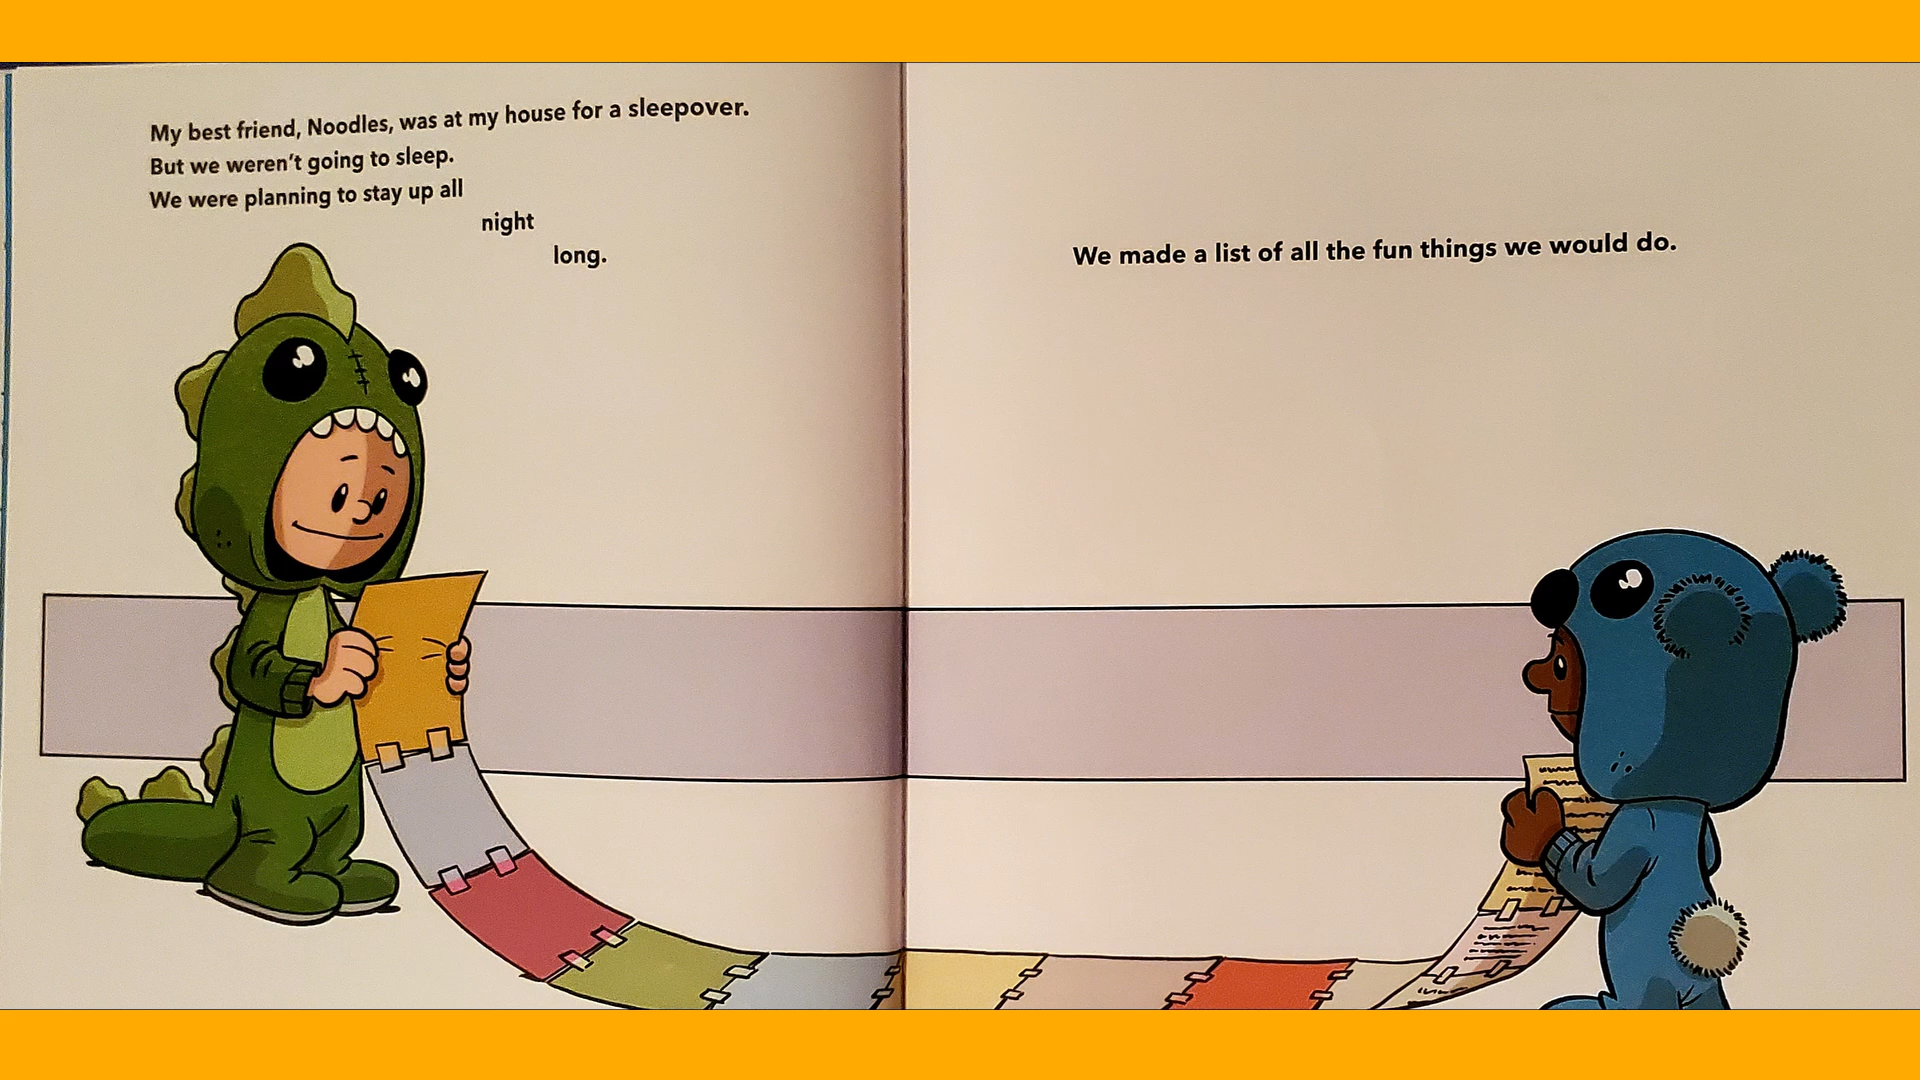 My best friend, Noodles, was at my house for a sleepover.
But we weren't going to sleep.
We were planning to stay up all
night
long.
We made a list of all the fun things we would do.